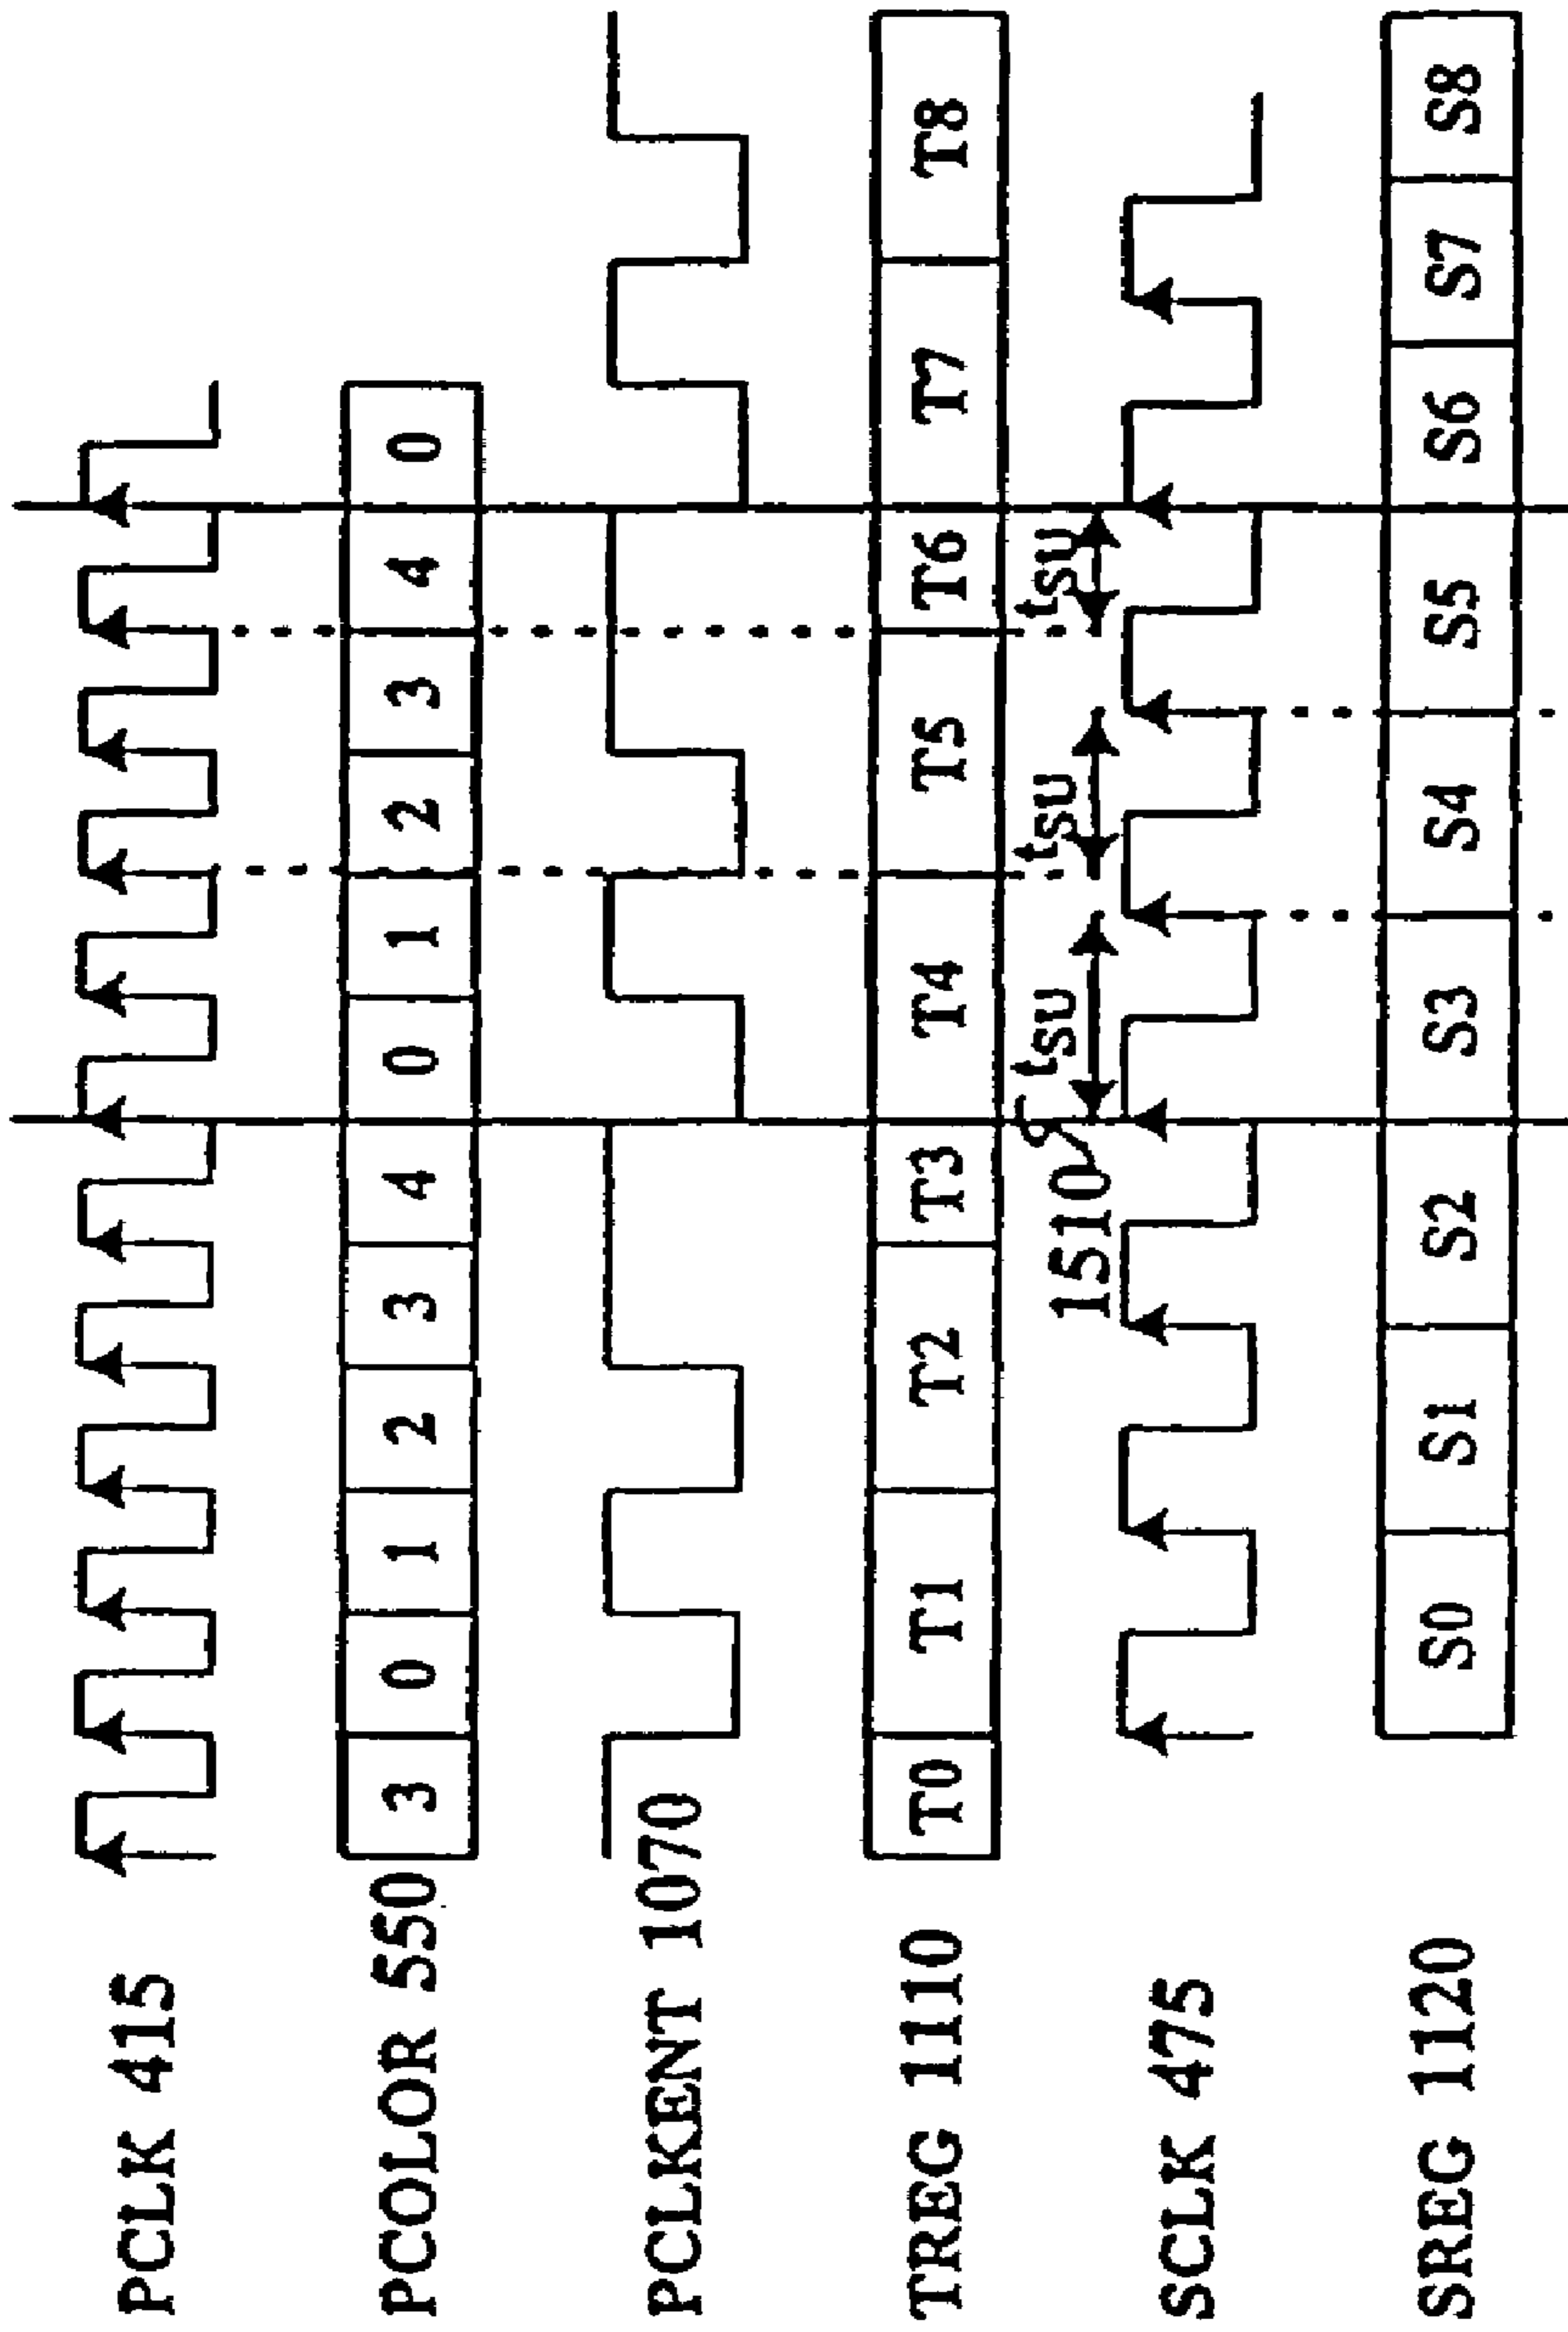 PCLK 415
PCOLOR 550 3 0 1 2 3 4 0 1 2 3 4 0
PCLKENT 1070
TREG 1110 T0 T1 T2 T3 T4 T5 T6 T7 T8
1510 tSU tSU tSU
SCLK 475
SREG 1120 S0 S1 S2 S3 S4 S5 S6 S7 S8